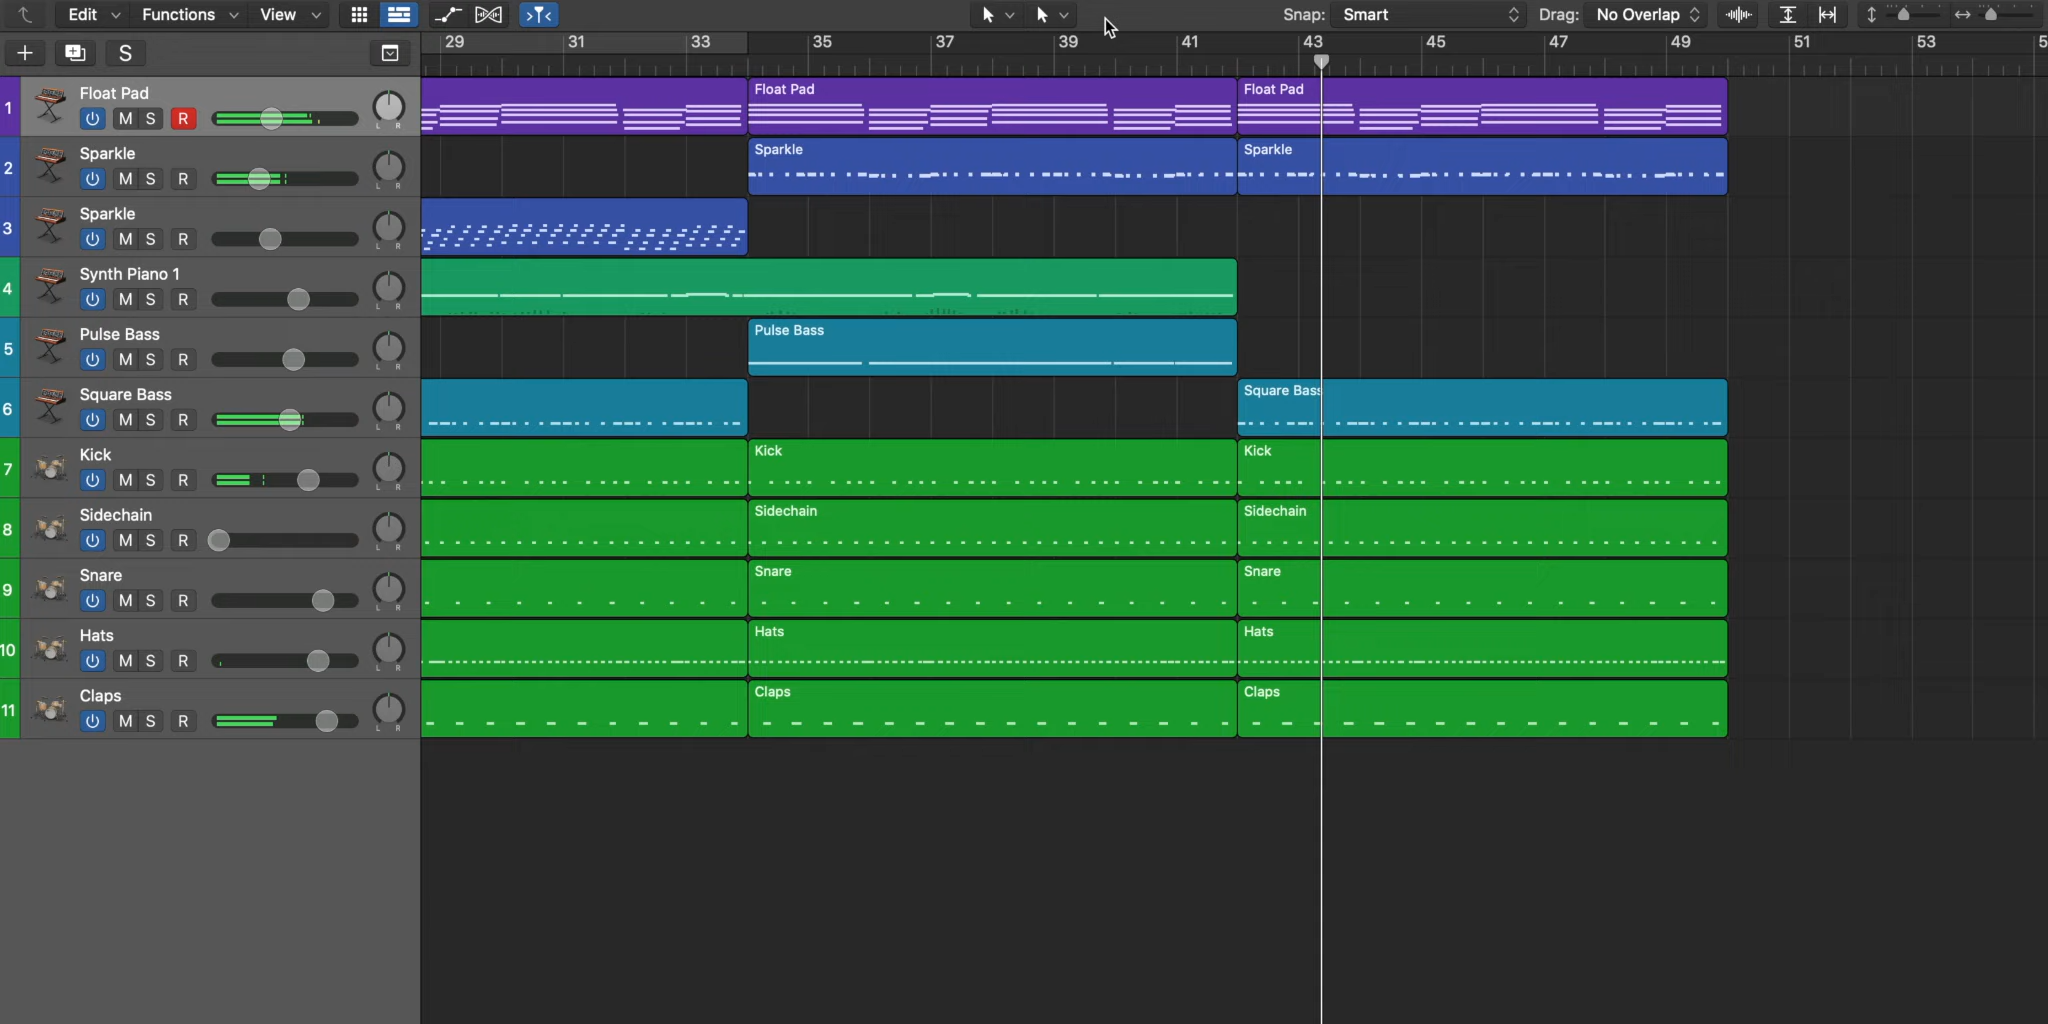 Edit Functions View Snap: Smart Drag: No Overlap
S 29 31 33 35 37 39 41 43 45 47 49 51 53
1 Float Pad Float Pad Float Pad
M S R L R
2 Sparkle Sparkle Sparkle
M S R L R
3 Sparkle
M S R L R
4 Synth Piano 1
M S R L R
5 Pulse Bass Pulse Bass
M S R L R
6 Square Bass Square Bass
M S R L R
7 Kick Kick Kick
M S R L R
8 Sidechain Sidechain Sidechain
M S R L R
9 Snare Snare Snare
M S R L R
10 Hats Hats Hats
M S R L R
11 Claps Claps Claps
M S R L R